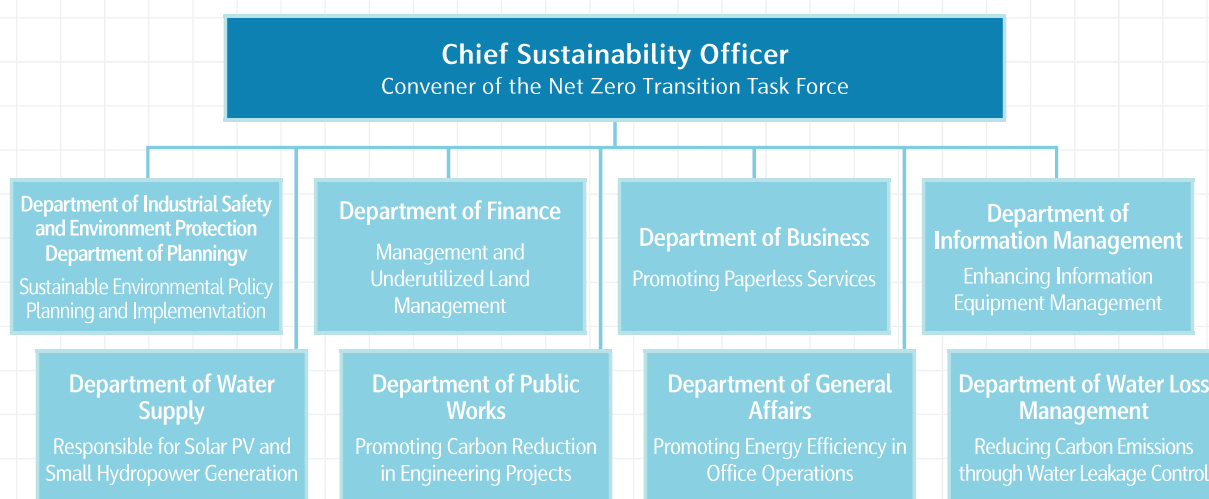 Chief Sustainability Officer
Convener of the Net Zero Transition Task Force
Department of Industrial Safety
and Environment Protection
Department of Planningv
Sustainable Environmental Policy
Planning and Implemenvtation
Department of Finance
Management and
Underutilized Land
Management
Department of Business
Promoting Paperless Services
Department of
Information Management
Enhancing Information
Equipment Management
Department of Water
Supply
Responsible for Solar PV and
Small Hydropower Generation
Department of Public
Works
Promoting Carbon Reduction
in Engineering Projects
Department of General
Affairs
Promoting Energy Efficiency in
Office Operations
Department of Water Loss
Management
Reducing Carbon Emissions
through Water Leakage Control